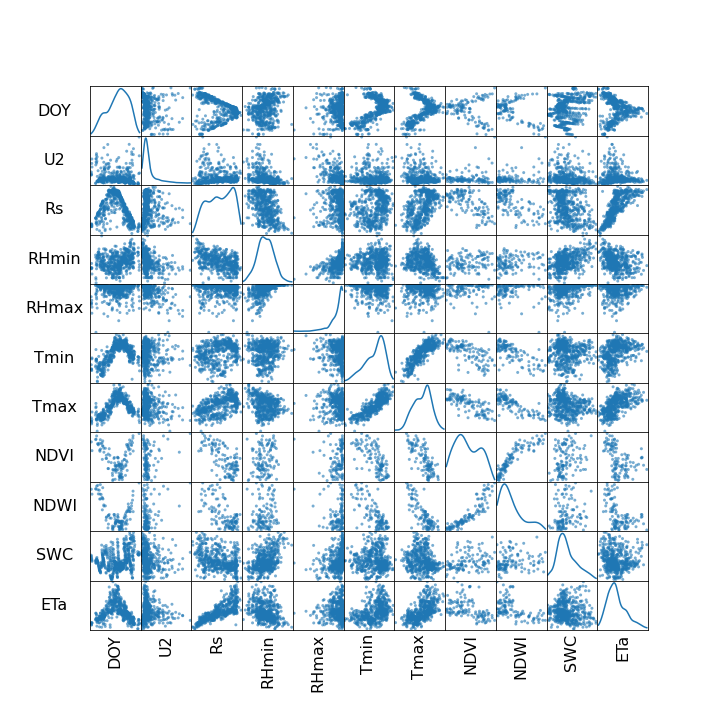 DOY
U2
Rs
RHmin
RHmax
Tmin
Tmax
NDVI
NDWI
SWC
ETa
DOY
U2
Rs
RHmin
RHmax
Tmin
Tmax
NDVI
NDWI
SWC
ETa